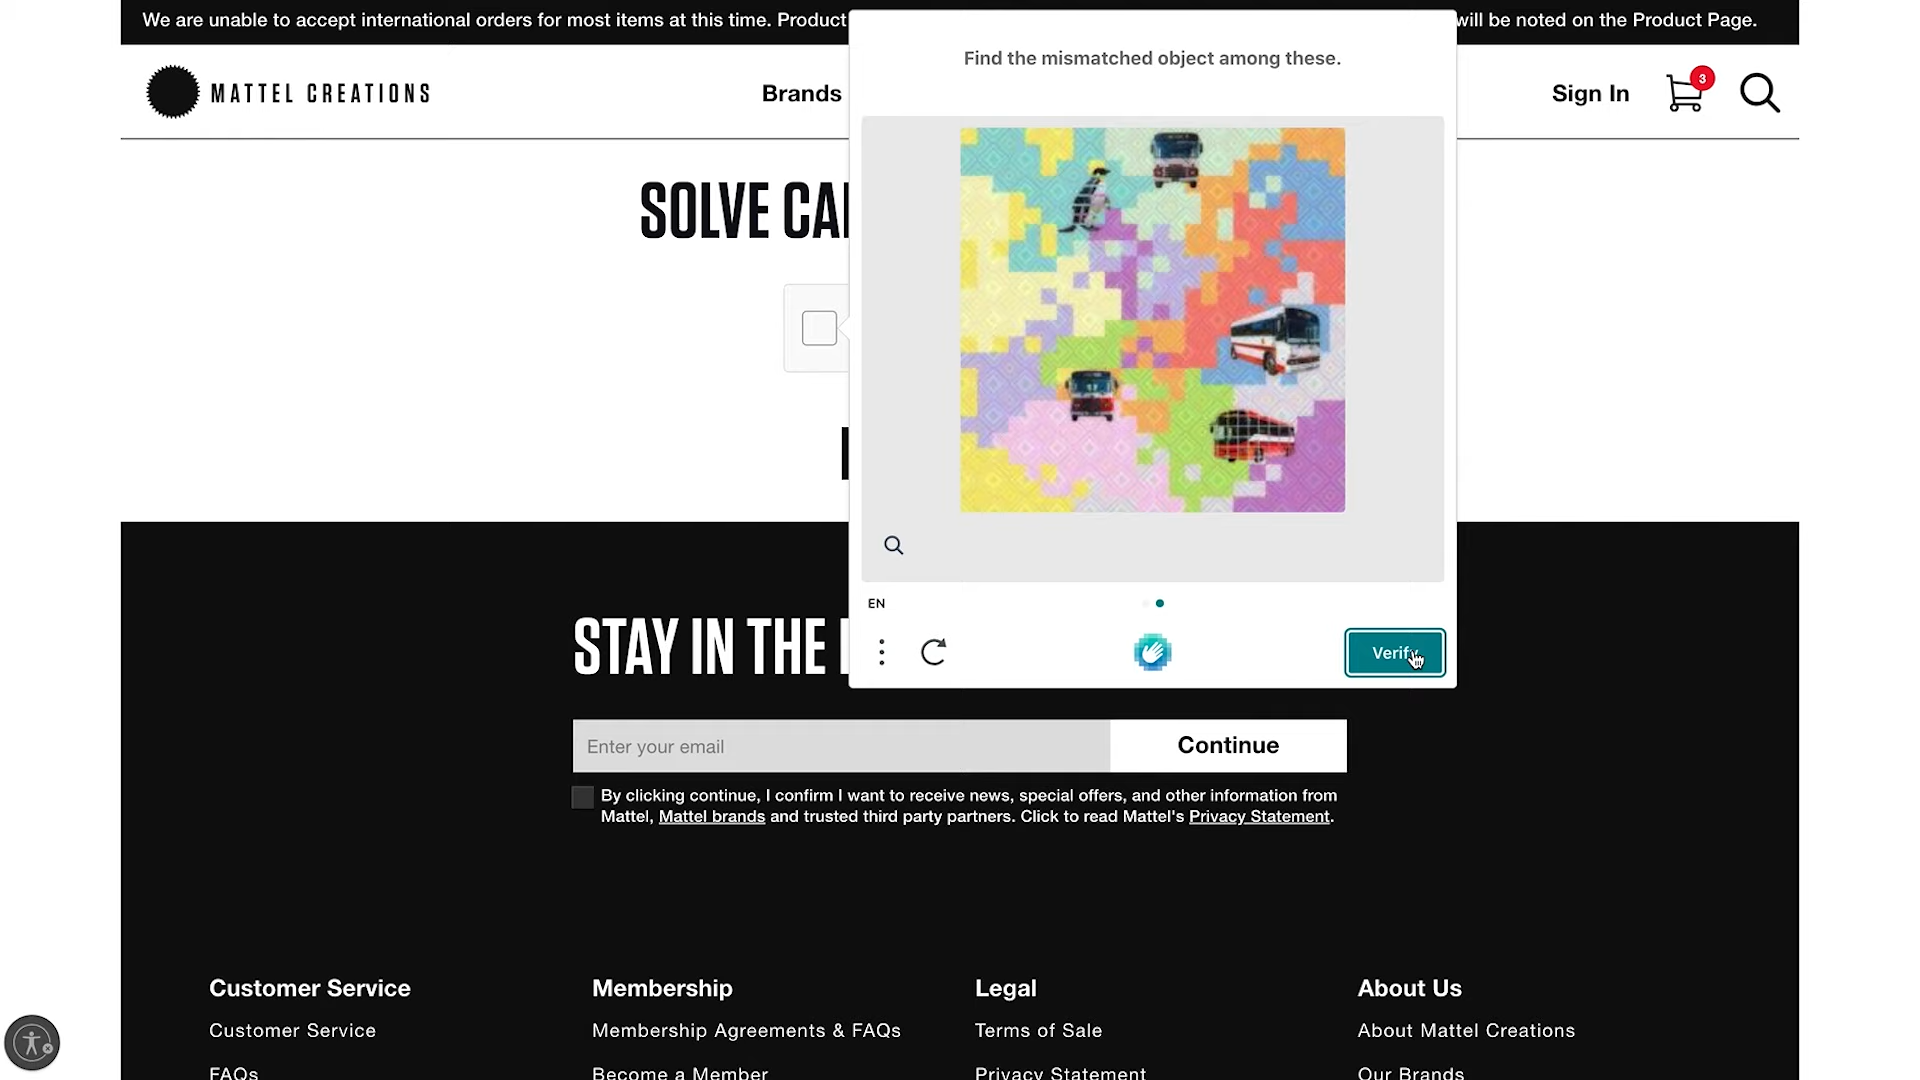 We are unable to accept international orders for most items at this time. Product
will be noted on the Product Page.
MATTEL CREATIONS
Brands
Sign In
3
SOLVE
Find the mismatched object among these.
EN
Verify
STAY IN THE
Enter your email
Continue
By clicking continue, I confirm I want to receive news, special offers, and other information from
Mattel, Mattel brands and trusted third party partners. Click to read Mattel's Privacy Statement.
Customer Service
Membership
Legal
About Us
Customer Service
Membership Agreements & FAQs
Terms of Sale
About Mattel Creations
FAQs
Become a Member
Privacy Statement
Our Brands